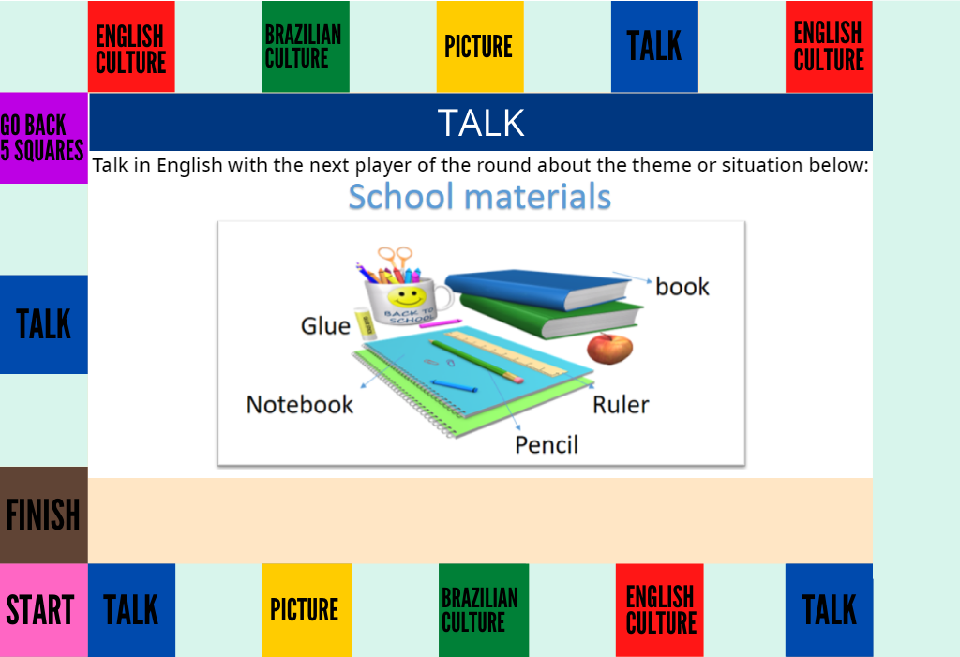 ENGLISH
CULTURE
BRAZILIAN
CULTURE
PICTURE
TALK
ENGLISH
CULTURE
GO BACK
5 SQUARES
TALK
Talk in English with the next player of the round about the theme or situation below:
School materials
book
BACK TO
SCHOOL
Glue
Notebook
Ruler
Pencil
TALK
FINISH
START
TALK
PICTURE
BRAZILIAN
CULTURE
ENGLISH
CULTURE
TALK